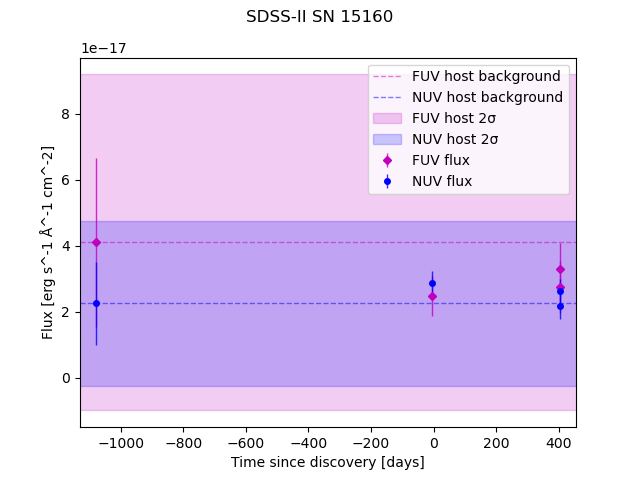 SDSS-II SN 15160
1e−17
FUV host background
NUV host background
FUV host 2σ
NUV host 2σ
FUV flux
NUV flux
8
6
4
2
0
Flux [erg s^-1 Å^-1 cm^-2]
−1000 −800 −600 −400 −200 0 200 400
Time since discovery [days]